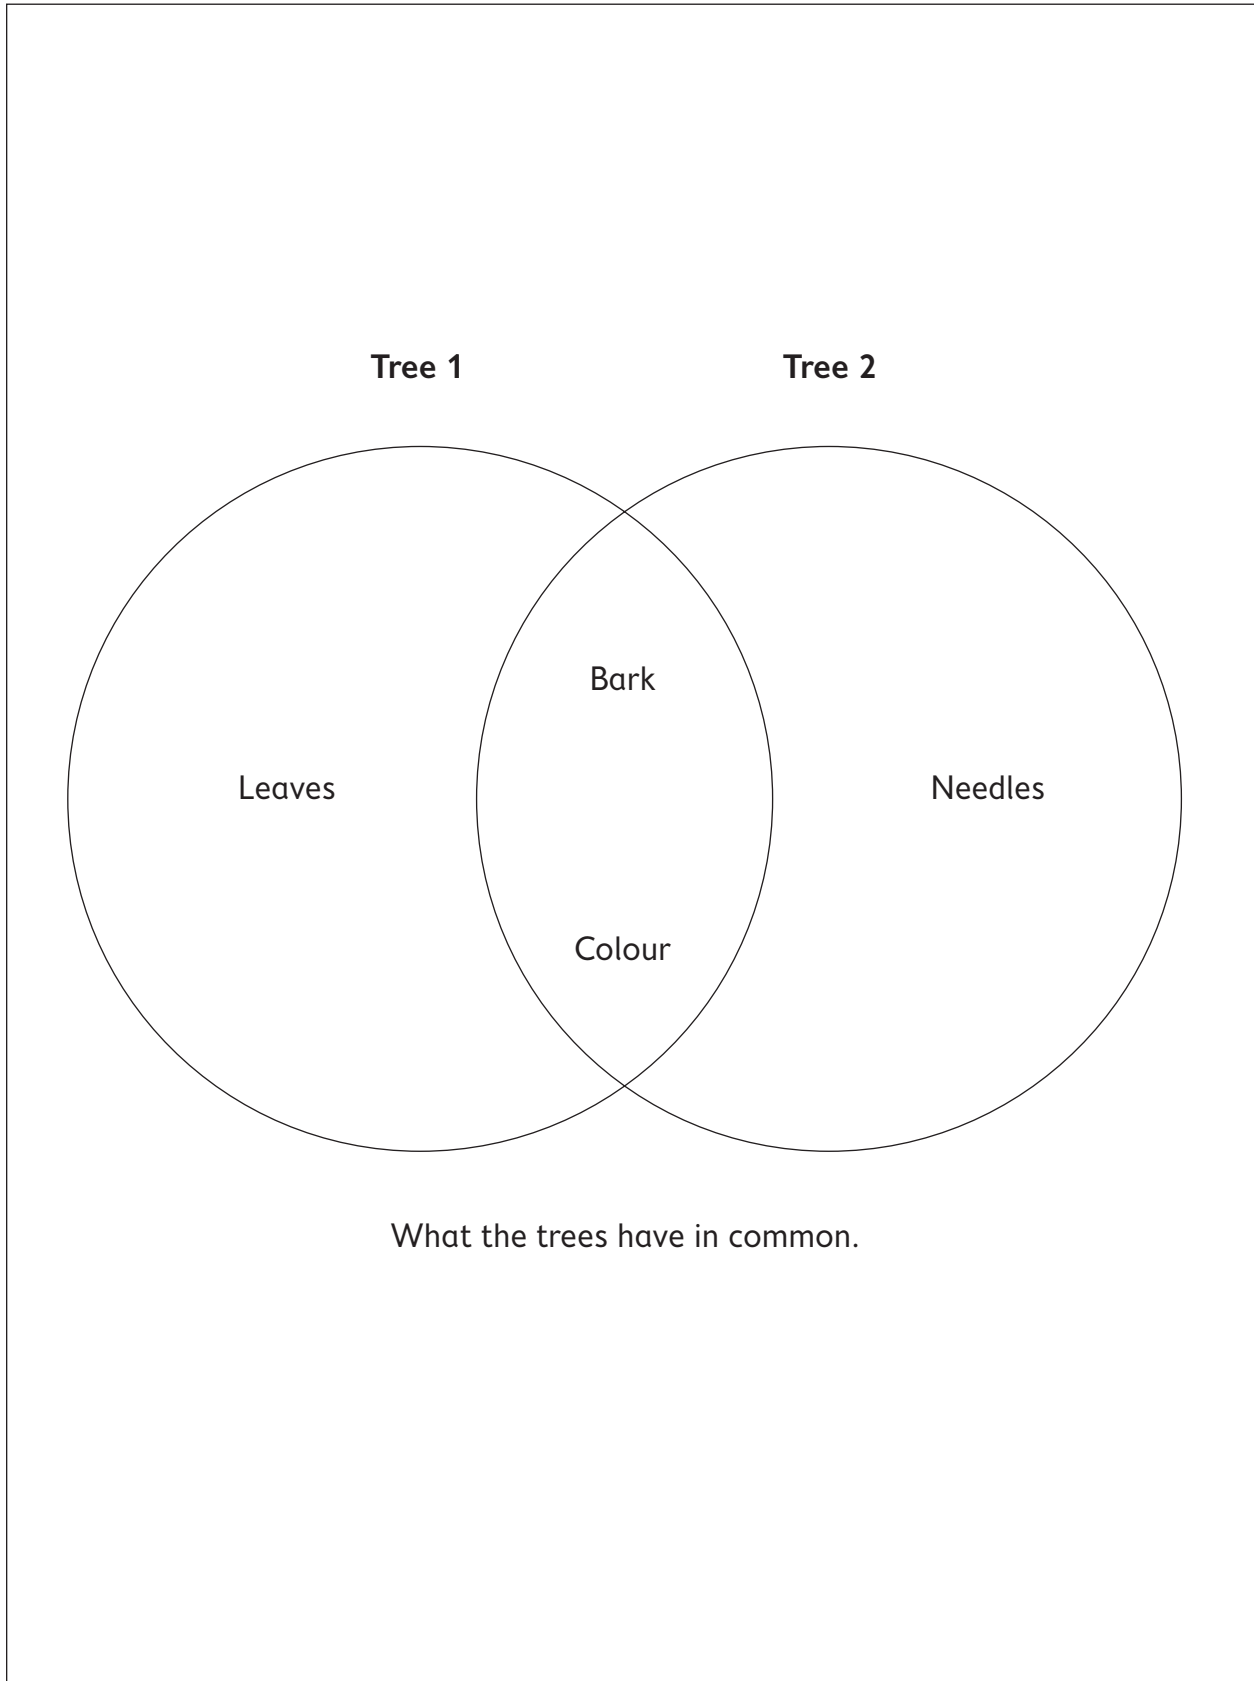 Tree 1 Tree 2
Bark
Leaves Needles
Colour
What the trees have in common.